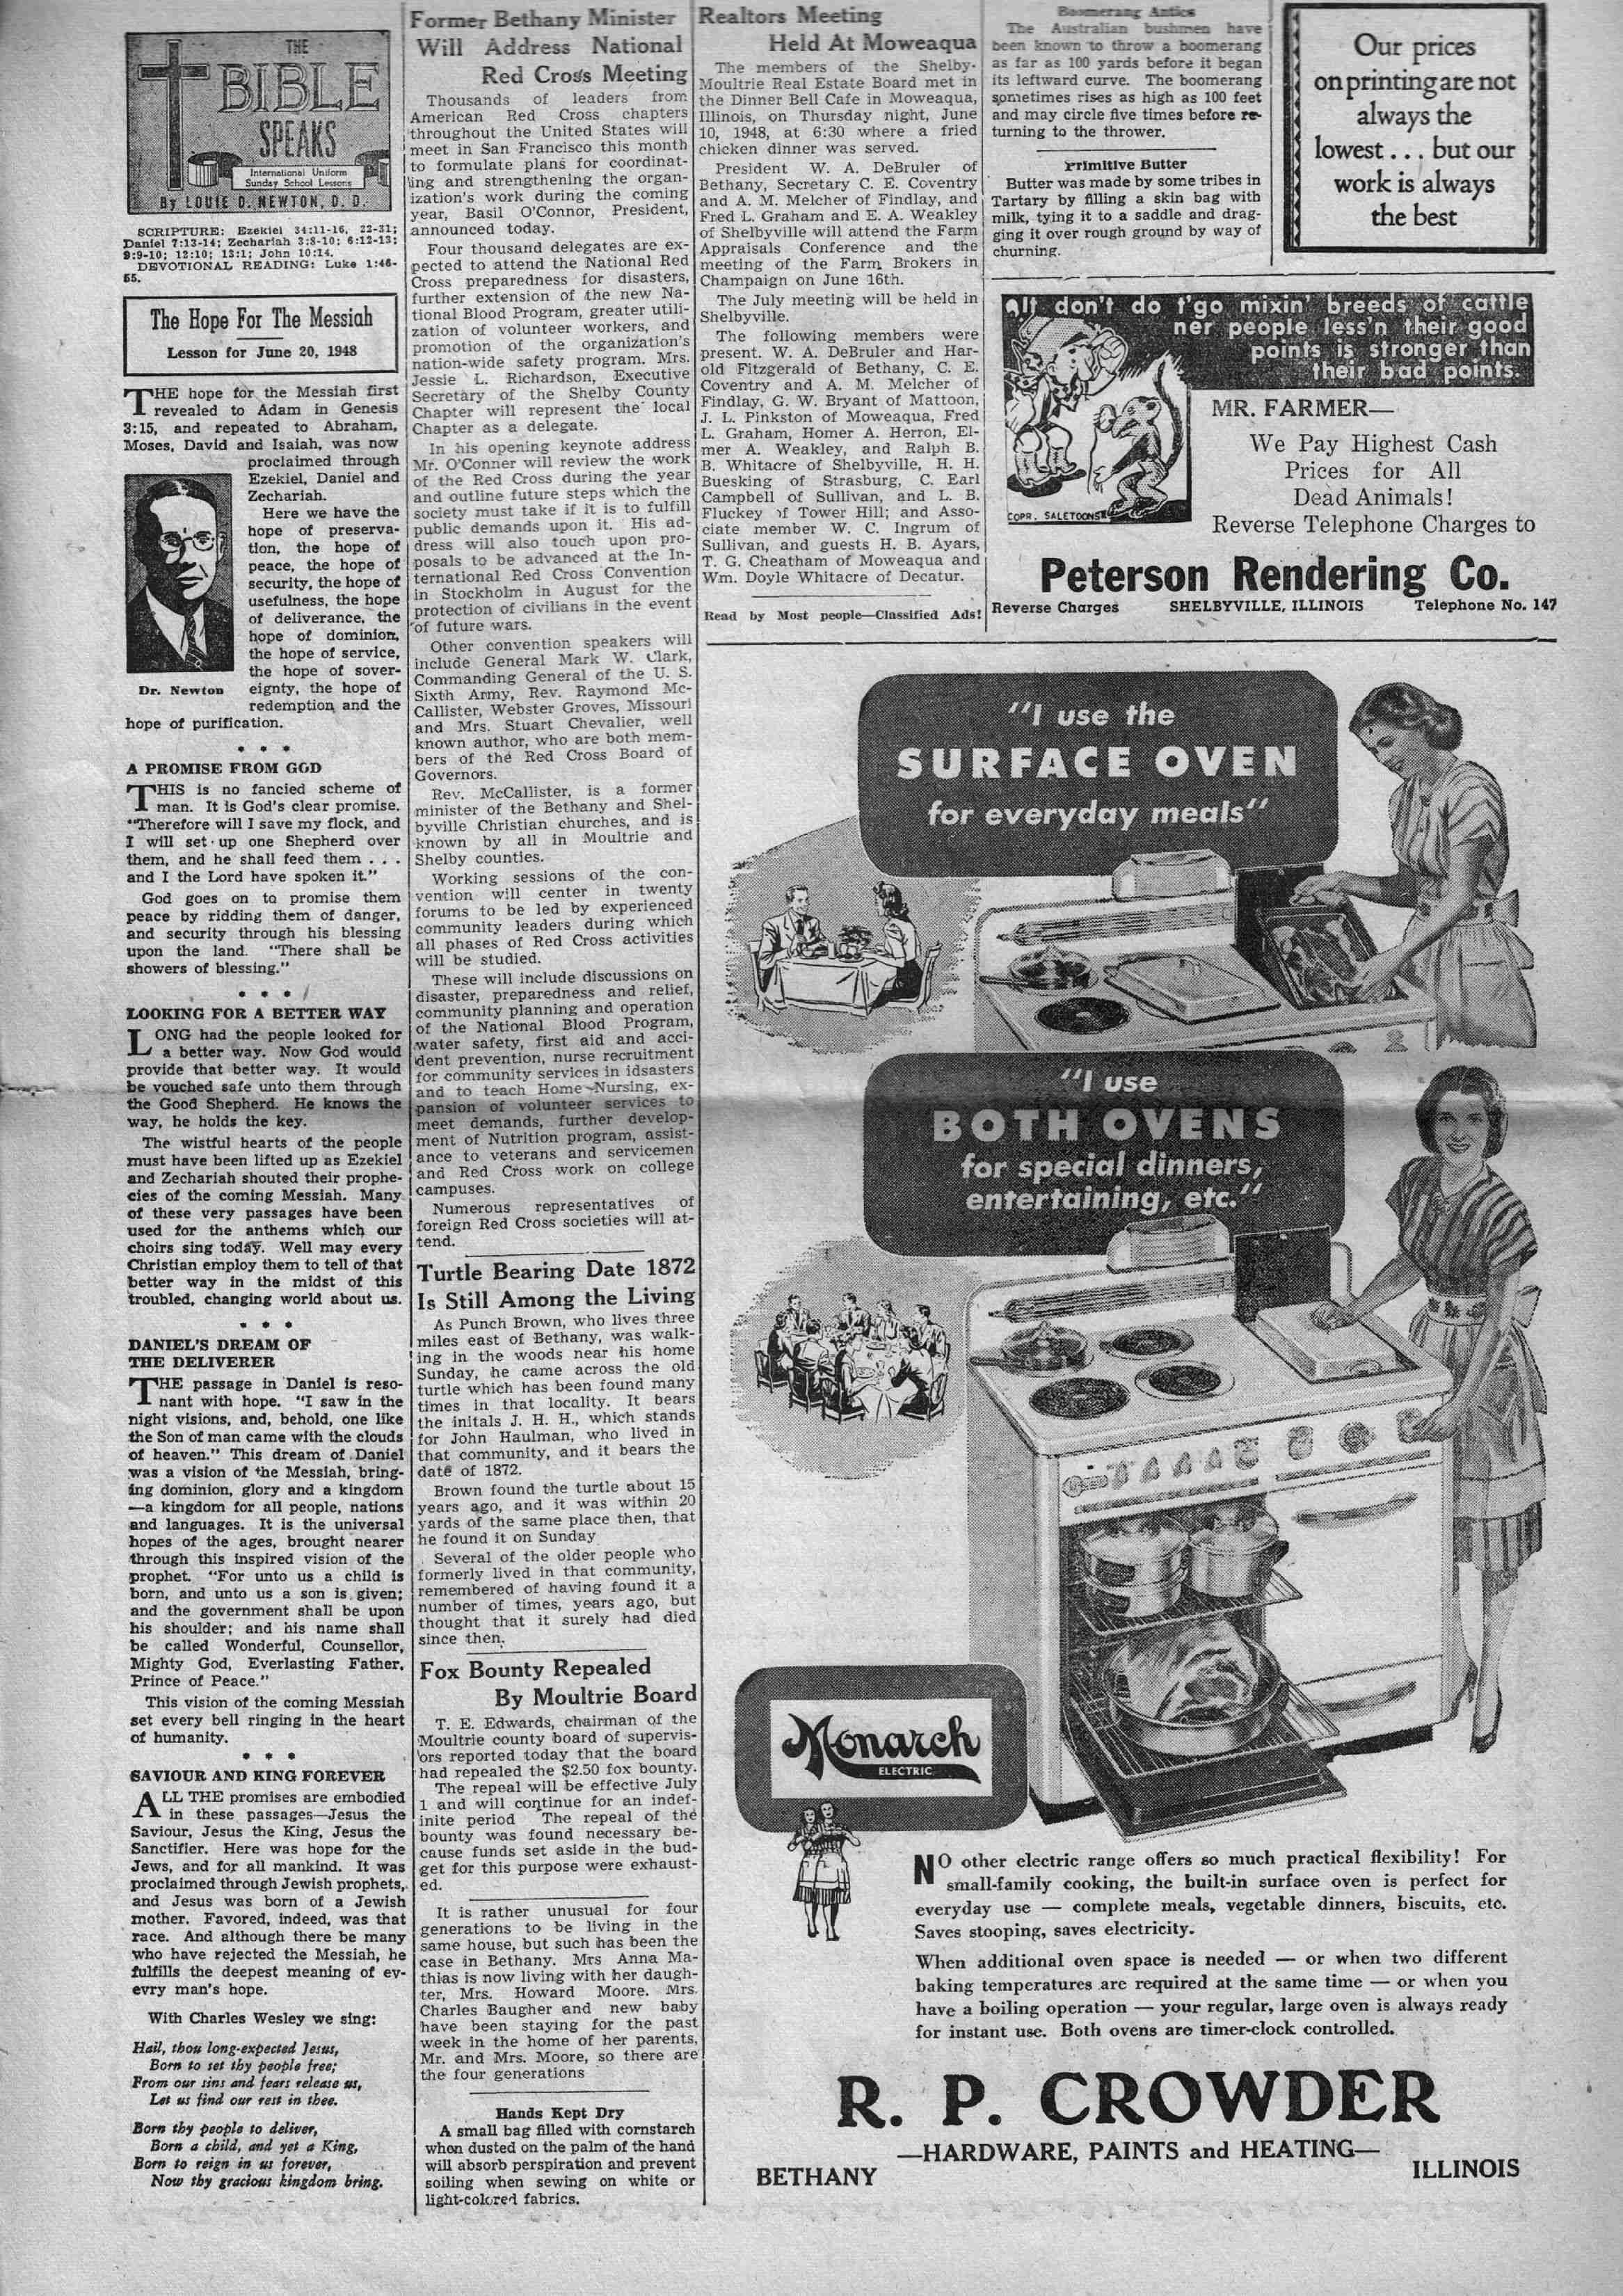 THE
BIBLE
SPEAKS
International Uniform
Sunday School Lessons
By LOUIE D. NEWTON, D. D.
SCRIPTURE: Ezekiel 34:11-16, 22-31;
Daniel 7:13-14; Zechariah 3:8-10; 6:12-13;
9:9-10; 12:10; 13:1; John 10:14.
DEVOTIONAL READING: Luke 1:46-
55.
The Hope For The Messiah
Lesson for June 20, 1948
THE hope for the Messiah first
revealed to Adam in Genesis
3:15, and repeated to Abraham,
Moses, David and Isaiah, was now
proclaimed through
Ezekiel, Daniel and
Zechariah.
Here we have the
hope of preserva-
tion, the hope of
peace, the hope of
security, the hope of
usefulness, the hope
of deliverance, the
hope of dominion,
the hope of service,
the hope of sover-
eignty, the hope of
redemption and the
Dr. Newton
hope of purification.
* * *
A PROMISE FROM GOD
THIS is no fancied scheme of
man. It is God's clear promise.
"Therefore will I save my flock, and
I will set up one Shepherd over
them, and he shall feed them . . .
and I the Lord have spoken it."
God goes on to promise them
peace by ridding them of danger,
and security through his blessing
upon the land. "There shall be
showers of blessing."
* * *
LOOKING FOR A BETTER WAY
LONG had the people looked for
a better way. Now God would
provide that better way. It would
be vouched safe unto them through
the Good Shepherd. He knows the
way, he holds the key.
The wistful hearts of the people
must have been lifted up as Ezekiel
and Zechariah shouted their prophe-
cies of the coming Messiah. Many
of these very passages have been
used for the anthems which our
choirs sing today. Well may every
Christian employ them to tell of that
better way in the midst of this
troubled, changing world about us.
* * *
DANIEL'S DREAM OF
THE DELIVERER
THE passage in Daniel is reso-
nant with hope. "I saw in the
night visions, and, behold, one like
the Son of man came with the clouds
of heaven." This dream of Daniel
was a vision of the Messiah, bring-
ing dominion, glory and a kingdom
—a kingdom for all people, nations
and languages. It is the universal
hopes of the ages, brought nearer
through this inspired vision of the
prophet. "For unto us a child is
born, and unto us a son is given;
and the government shall be upon
his shoulder; and his name shall
be called Wonderful, Counsellor,
Mighty God, Everlasting Father,
Prince of Peace."
This vision of the coming Messiah
set every bell ringing in the heart
of humanity.
* * *
SAVIOUR AND KING FOREVER
ALL THE promises are embodied
in these passages—Jesus the
Saviour, Jesus the King, Jesus the
Sanctifier. Here was hope for the
Jews, and for all mankind. It was
proclaimed through Jewish prophets,
and Jesus was born of a Jewish
mother. Favored, indeed, was that
race. And although there be many
who have rejected the Messiah, he
fulfills the deepest meaning of ev-
evry man's hope.
With Charles Wesley we sing:
Hail, thou long-expected Jesus,
Born to set thy people free;
From our sins and fears release us,
Let us find our rest in thee.
Born thy people to deliver,
Born a child, and yet a King,
Born to reign in us forever,
Now thy gracious kingdom bring.
Former Bethany Minister
Will Address National
Red Cross Meeting
Thousands of leaders from
American Red Cross chapters
throughout the United States will
meet in San Francisco this month
to formulate plans for coordinat-
ing and strengthening the organ-
ization's work during the coming
year, Basil O'Connor, President,
announced today.
Four thousand delegates are ex-
pected to attend the National Red
Cross preparedness for disasters,
further extension of the new Na-
tional Blood Program, greater utili-
zation of volunteer workers, and
promotion of the organization's
nation-wide safety program. Mrs.
Jessie L. Richardson, Executive
Secretary of the Shelby County
Chapter will represent the local
Chapter as a delegate.
In his opening keynote address
Mr. O'Conner will review the work
of the Red Cross during the year
and outline future steps which the
society must take if it is to fulfill
public demands upon it. His ad-
dress will also touch upon pro-
posals to be advanced at the In-
ternational Red Cross Convention
in Stockholm in August for the
protection of civilians in the event
of future wars.
Other convention speakers will
include General Mark W. Clark,
Commanding General of the U. S.
Sixth Army, Rev. Raymond Mc-
Callister, Webster Groves, Missouri
and Mrs. Stuart Chevalier, well
known author, who are both mem-
bers of the Red Cross Board of
Governors.
Rev. McCallister, is a former
minister of the Bethany and Shel-
byville Christian churches, and is
known by all in Moultrie and
Shelby counties.
Working sessions of the con-
vention will center in twenty
forums to be led by experienced
community leaders during which
all phases of Red Cross activities
will be studied.
These will include discussions on
disaster, preparedness and relief,
community planning and operation
of the National Blood Program,
water safety, first aid and acci-
dent prevention, nurse recruitment
for community services in idsasters
and to teach Home Nursing, ex-
pansion of volunteer services to
meet demands, further develop-
ment of Nutrition program, assist-
ance to veterans and servicemen
and Red Cross work on college
campuses.
Numerous representatives of
foreign Red Cross societies will at-
tend.
Turtle Bearing Date 1872
Is Still Among the Living
As Punch Brown, who lives three
miles east of Bethany, was walk-
ing in the woods near his home
Sunday, he came across the old
turtle which has been found many
times in that locality. It bears
the initals J. H. H., which stands
for John Haulman, who lived in
that community, and it bears the
date of 1872.
Brown found the turtle about 15
years ago, and it was within 20
yards of the same place then, that
he found it on Sunday
Several of the older people who
formerly lived in that community,
remembered of having found it a
number of times, years ago, but
thought that it surely had died
since then.
Fox Bounty Repealed
By Moultrie Board
T. E. Edwards, chairman of the
Moultrie county board of supervis-
ors reported today that the board
had repealed the $2.50 fox bounty.
The repeal will be effective July
1 and will continue for an indef-
inite period The repeal of the
bounty was found necessary be-
cause funds set aside in the bud-
get for this purpose were exhaust-
ed.
It is rather unusual for four
generations to be living in the
same house, but such has been the
case in Bethany. Mrs Anna Ma-
thias is now living with her daugh-
ter, Mrs. Howard Moore. Mrs.
Charles Baugher and new baby
have been staying for the past
week in the home of her parents,
Mr. and Mrs. Moore, so there are
the four generations
Hands Kept Dry
A small bag filled with cornstarch
when dusted on the palm of the hand
will absorb perspiration and prevent
soiling when sewing on white or
light-colored fabrics.
Realtors Meeting
Held At Moweaqua
The members of the Shelby-
Moultrie Real Estate Board met in
the Dinner Bell Cafe in Moweaqua,
Illinois, on Thursday night, June
10, 1948, at 6:30 where a fried
chicken dinner was served.
President W. A. DeBruler of
Bethany, Secretary C. E. Coventry
and A. M. Melcher of Findlay, and
Fred L. Graham and E. A. Weakley
of Shelbyville will attend the Farm
Appraisals Conference and the
meeting of the Farm Brokers in
Champaign on June 16th.
The July meeting will be held in
Shelbyville.
The following members were
present. W. A. DeBruler and Har-
old Fitzgerald of Bethany, C. E.
Coventry and A. M. Melcher of
Findlay, G. W. Bryant of Mattoon,
J. L. Pinkston of Moweaqua, Fred
L. Graham, Homer A. Herron, El-
mer A. Weakley, and Ralph B.
B. Whitacre of Shelbyville, H. H.
Buesking of Strasburg, C. Earl
Campbell of Sullivan, and L. B.
Fluckey of Tower Hill; and Asso-
ciate member W. C. Ingrum of
Sullivan, and guests H. B. Ayars,
T. G. Cheatham of Moweaqua and
Wm. Doyle Whitacre of Decatur.
Read by Most people—Classified Ads!
Boomerang Antics
The Australian bushmen have
been known to throw a boomerang
as far as 100 yards before it began
its leftward curve. The boomerang
sometimes rises as high as 100 feet
and may circle five times before re-
turning to the thrower.
Primitive Butter
Butter was made by some tribes in
Tartary by filling a skin bag with
milk, tying it to a saddle and drag-
ging it over rough ground by way of
churning.
Our prices
on printing are not
always the
lowest . . . but our
work is always
the best
It don't do t'go mixin' breeds of cattle
ner people less'n their good
points is stronger than
their bad points.
COPR. SALETOONS
MR. FARMER—
We Pay Highest Cash
Prices for All
Dead Animals!
Reverse Telephone Charges to
Peterson Rendering Co.
Reverse Charges SHELBYVILLE, ILLINOIS Telephone No. 147
"I use the
SURFACE OVEN
for everyday meals"
"I use
BOTH OVENS
for special dinners,
entertaining, etc."
Monarch
ELECTRIC
NO other electric range offers so much practical flexibility! For
small-family cooking, the built-in surface oven is perfect for
everyday use — complete meals, vegetable dinners, biscuits, etc.
Saves stooping, saves electricity.
When additional oven space is needed — or when two different
baking temperatures are required at the same time — or when you
have a boiling operation — your regular, large oven is always ready
for instant use. Both ovens are timer-clock controlled.
R. P. CROWDER
—HARDWARE, PAINTS and HEATING—
BETHANY ILLINOIS